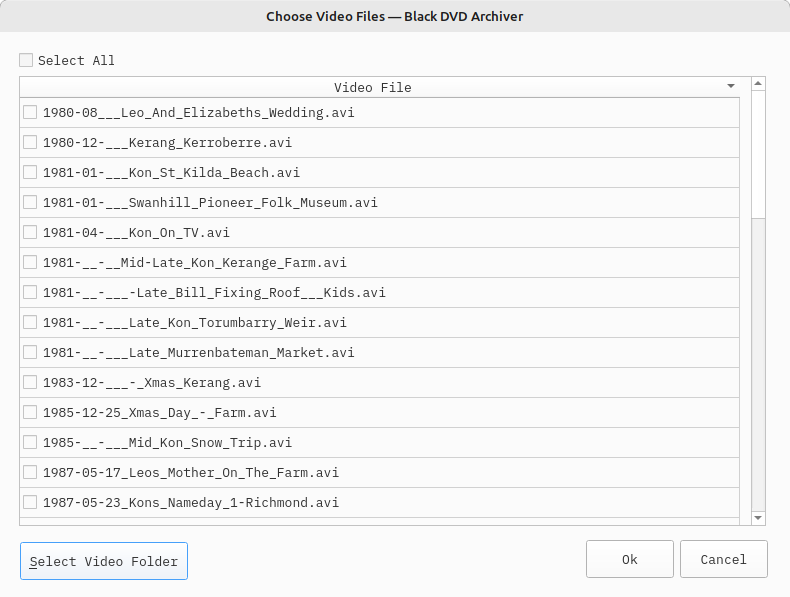 Choose Video Files — Black DVD Archiver
Select All
Video File
1980-08___Leo_And_Elizabeths_Wedding.avi
1980-12-___Kerang_Kerroberre.avi
1981-01-___Kon_St_Kilda_Beach.avi
1981-01-___Swanhill_Pioneer_Folk_Museum.avi
1981-04-___Kon_On_TV.avi
1981-__-__Mid-Late_Kon_Kerange_Farm.avi
1981-__-___-Late_Bill_Fixing_Roof___Kids.avi
1981-__-___Late_Kon_Torumbarry_Weir.avi
1981-__-___Late_Murrenbateman_Market.avi
1983-12-___-_Xmas_Kerang.avi
1985-12-25_Xmas_Day_-_Farm.avi
1985-__-___Mid_Kon_Snow_Trip.avi
1987-05-17_Leos_Mother_On_The_Farm.avi
1987-05-23_Kons_Nameday_1-Richmond.avi
Select Video Folder
Ok
Cancel